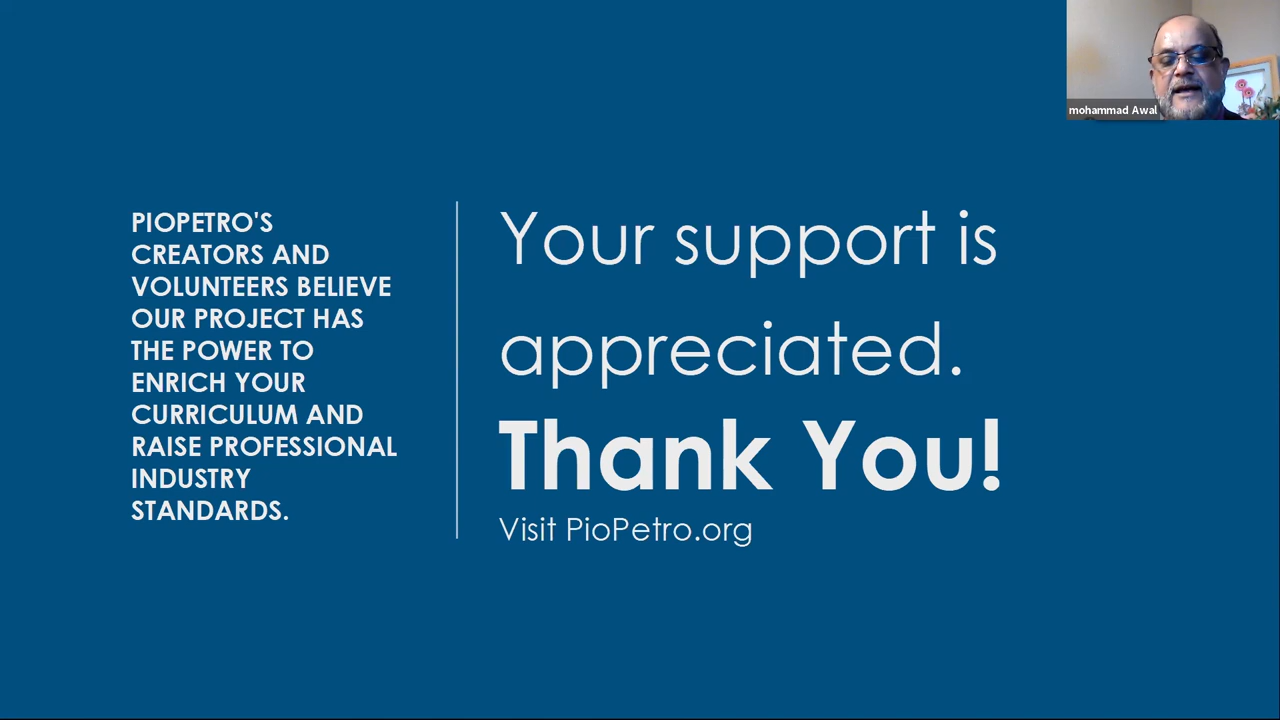 mohammad Awal
PIOPETRO'S
CREATORS AND
VOLUNTEERS BELIEVE
OUR PROJECT HAS
THE POWER TO
ENRICH YOUR
CURRICULUM AND
RAISE PROFESSIONAL
INDUSTRY
STANDARDS.
Your support is
appreciated.
Thank You!
Visit PioPetro.org